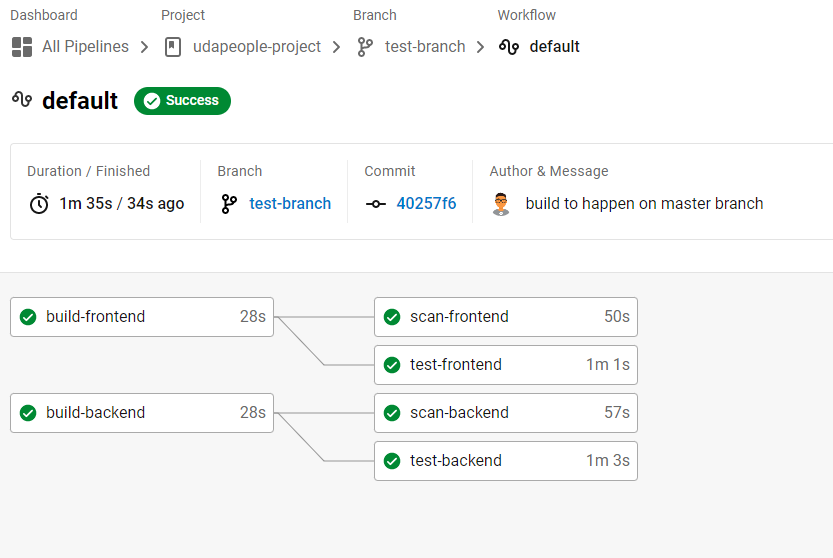 Dashboard Project Branch Workflow
All Pipelines udapeople-project test-branch default
default Success
Duration / Finished Branch Commit Author & Message
1m 35s / 34s ago test-branch 40257f6 build to happen on master branch
build-frontend 28s scan-frontend 50s
test-frontend 1m 1s
build-backend 28s scan-backend 57s
test-backend 1m 3s